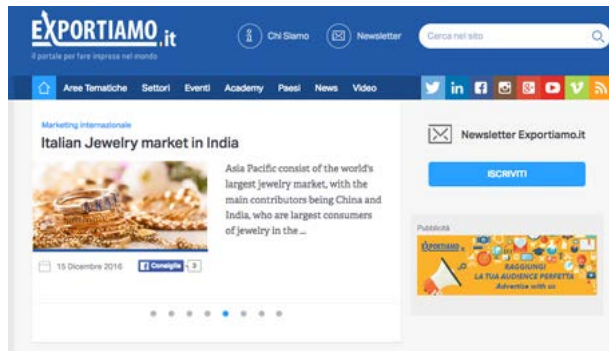 EXPORTIAMO.it
il portale per fare impresa nel mondo
Chi Siamo
Newsletter
Cerca nel sito
Aree Tematiche Settori Eventi Academy Paesi News Video
Marketing internazionale
Italian Jewelry market in India
Asia Pacific consist of the world's
largest jewelry market, with the
main contributors being China and
India, who are largest consumers
of jewelry in the ...
15 Dicembre 2016
Consiglia 3
Newsletter Exportiamo.it
ISCRIVITI
Pubblicità
EXPORTIAMO.it
RAGGIUNGI
LA TUA AUDIENCE PERFETTA
Advertise with us